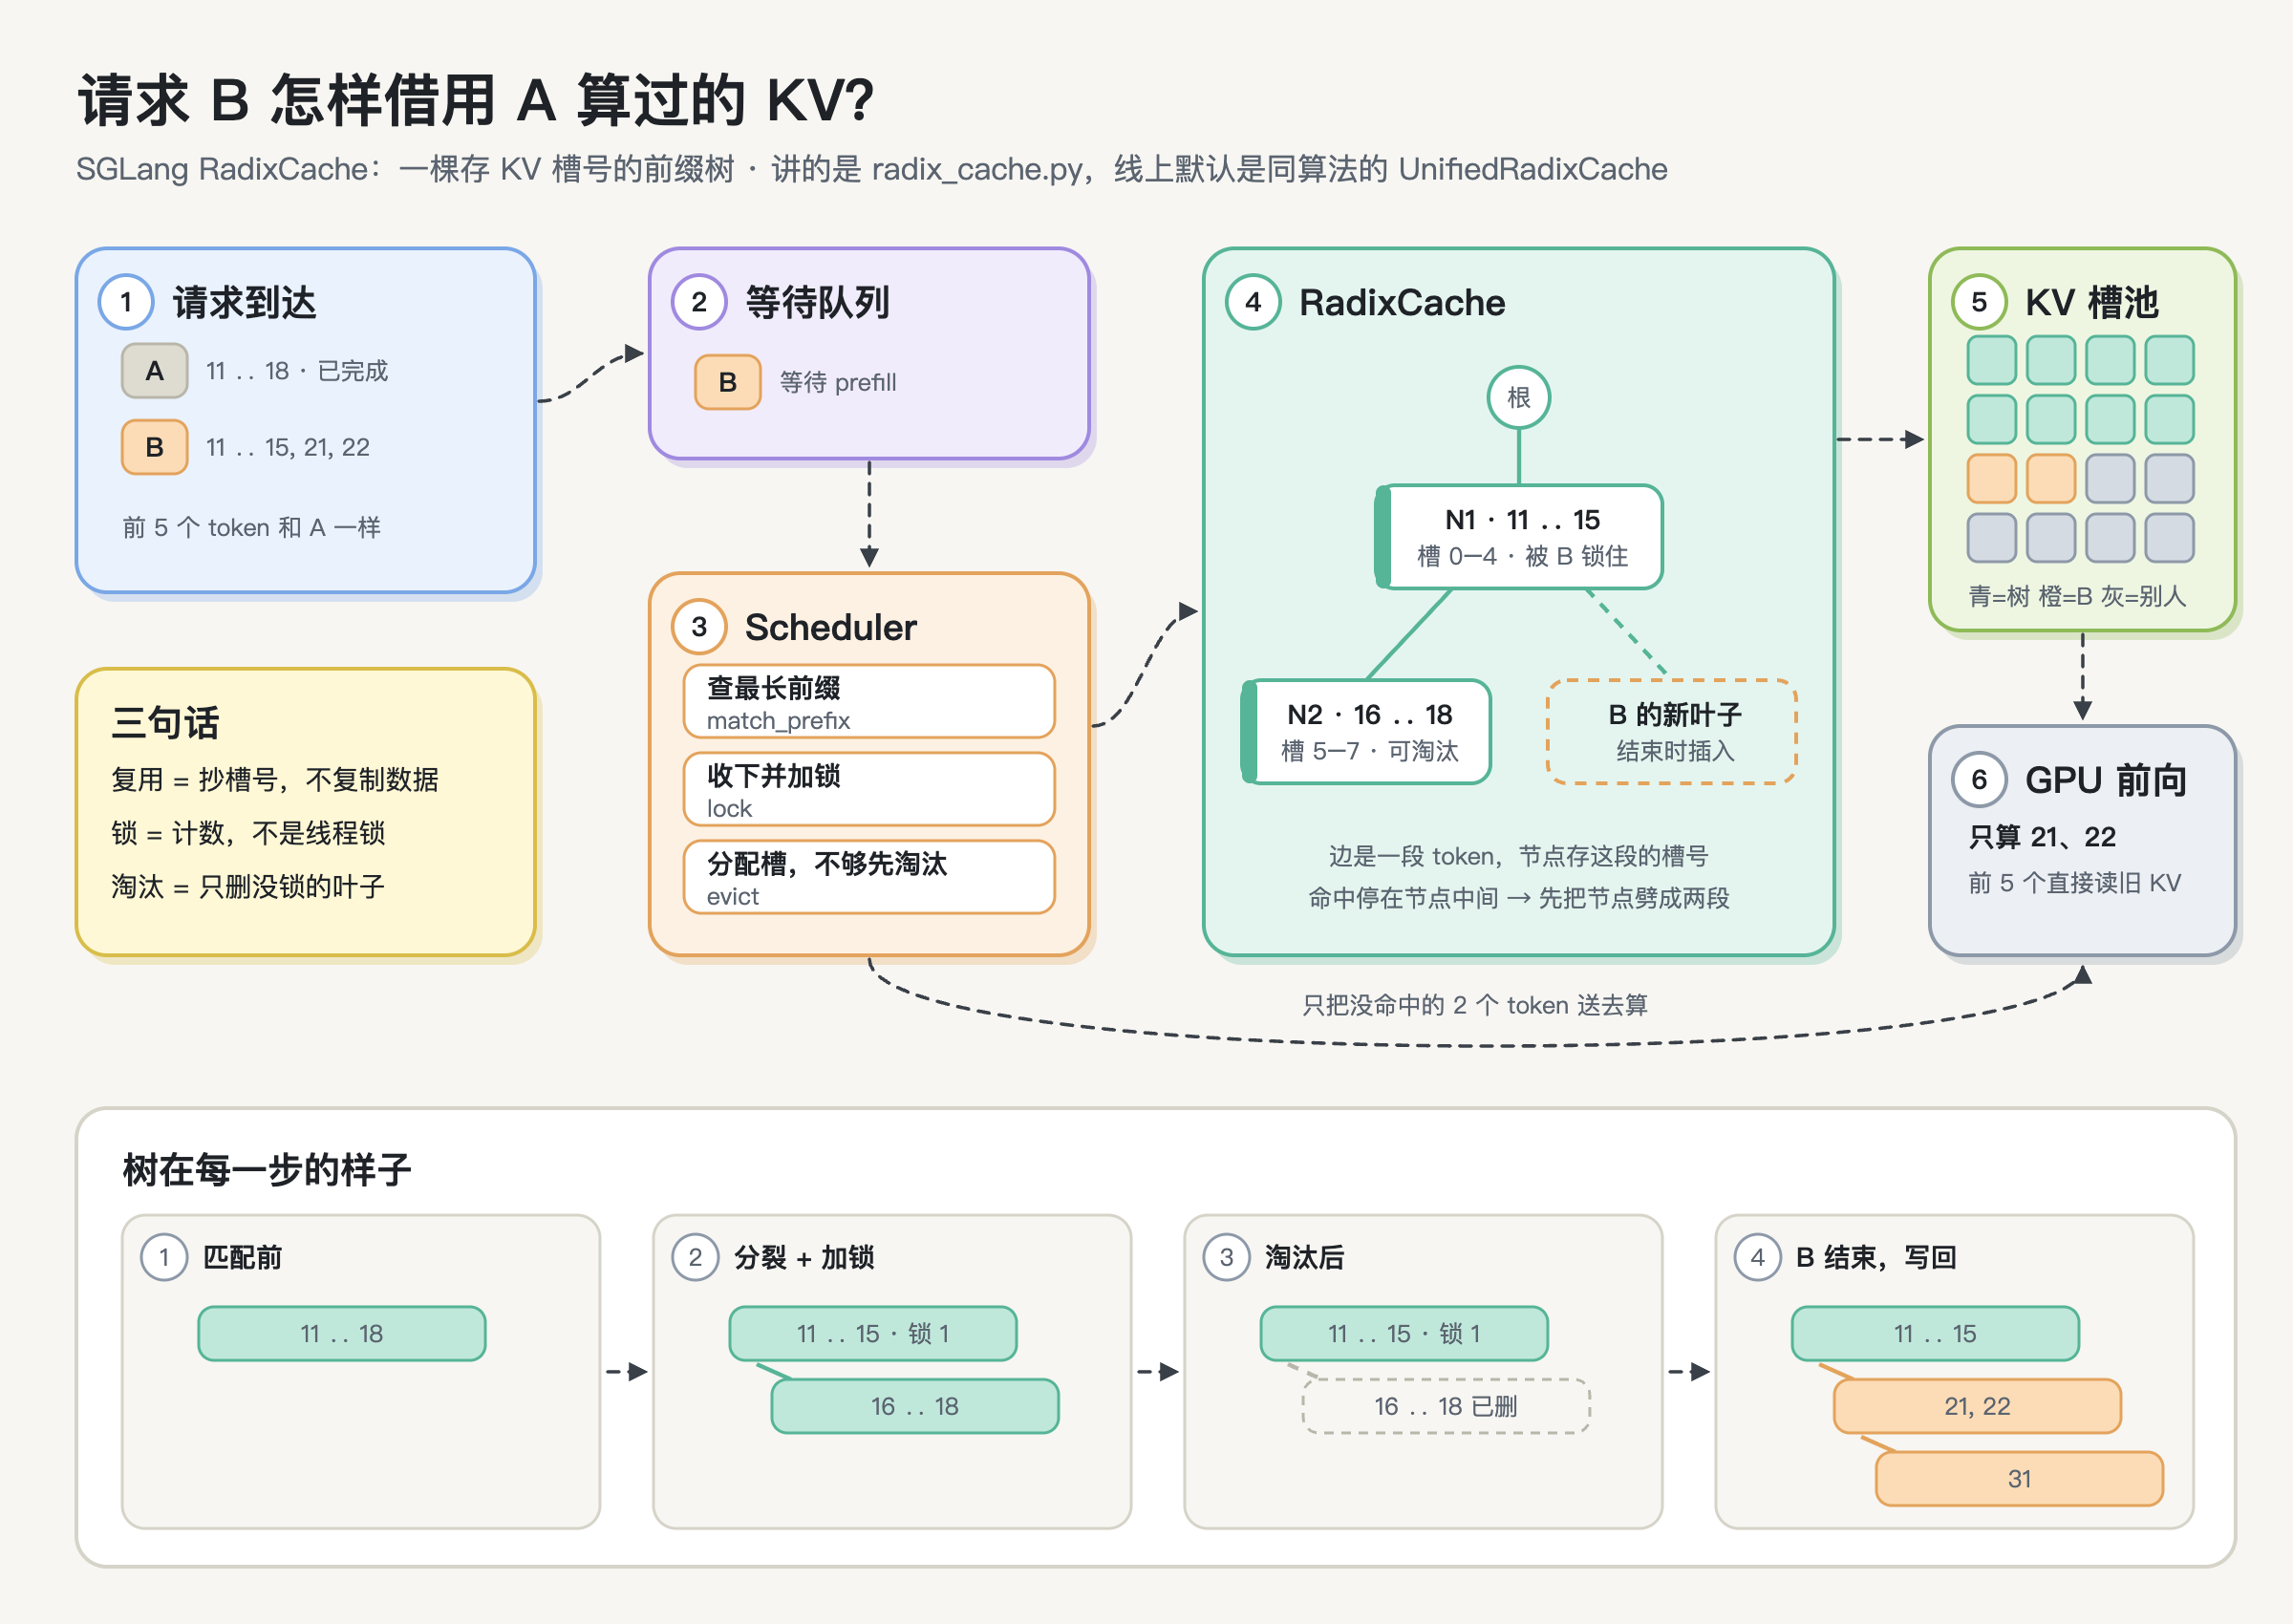 请求 B 怎样借用 A 算过的 KV?
SGLang RadixCache：一棵存 KV 槽号的前缀树 · 讲的是 radix_cache.py，线上默认是同算法的 UnifiedRadixCache
1 请求到达
A 11 .. 18 · 已完成
B 11 .. 15, 21, 22
前 5 个 token 和 A 一样
2 等待队列
B 等待 prefill
三句话
复用 = 抄槽号，不复制数据
锁 = 计数，不是线程锁
淘汰 = 只删没锁的叶子
3 Scheduler
查最长前缀
match_prefix
收下并加锁
lock
分配槽，不够先淘汰
evict
4 RadixCache
根
N1 · 11 .. 15
槽 0—4 · 被 B 锁住
N2 · 16 .. 18
槽 5—7 · 可淘汰
B 的新叶子
结束时插入
边是一段 token，节点存这段的槽号
命中停在节点中间 → 先把节点劈成两段
5 KV 槽池
青=树 橙=B 灰=别人
6 GPU 前向
只算 21、22
前 5 个直接读旧 KV
只把没命中的 2 个 token 送去算
树在每一步的样子
1 匹配前
11 .. 18
2 分裂 + 加锁
11 .. 15 · 锁 1
16 .. 18
3 淘汰后
11 .. 15 · 锁 1
16 .. 18 已删
4 B 结束，写回
11 .. 15
21, 22
31